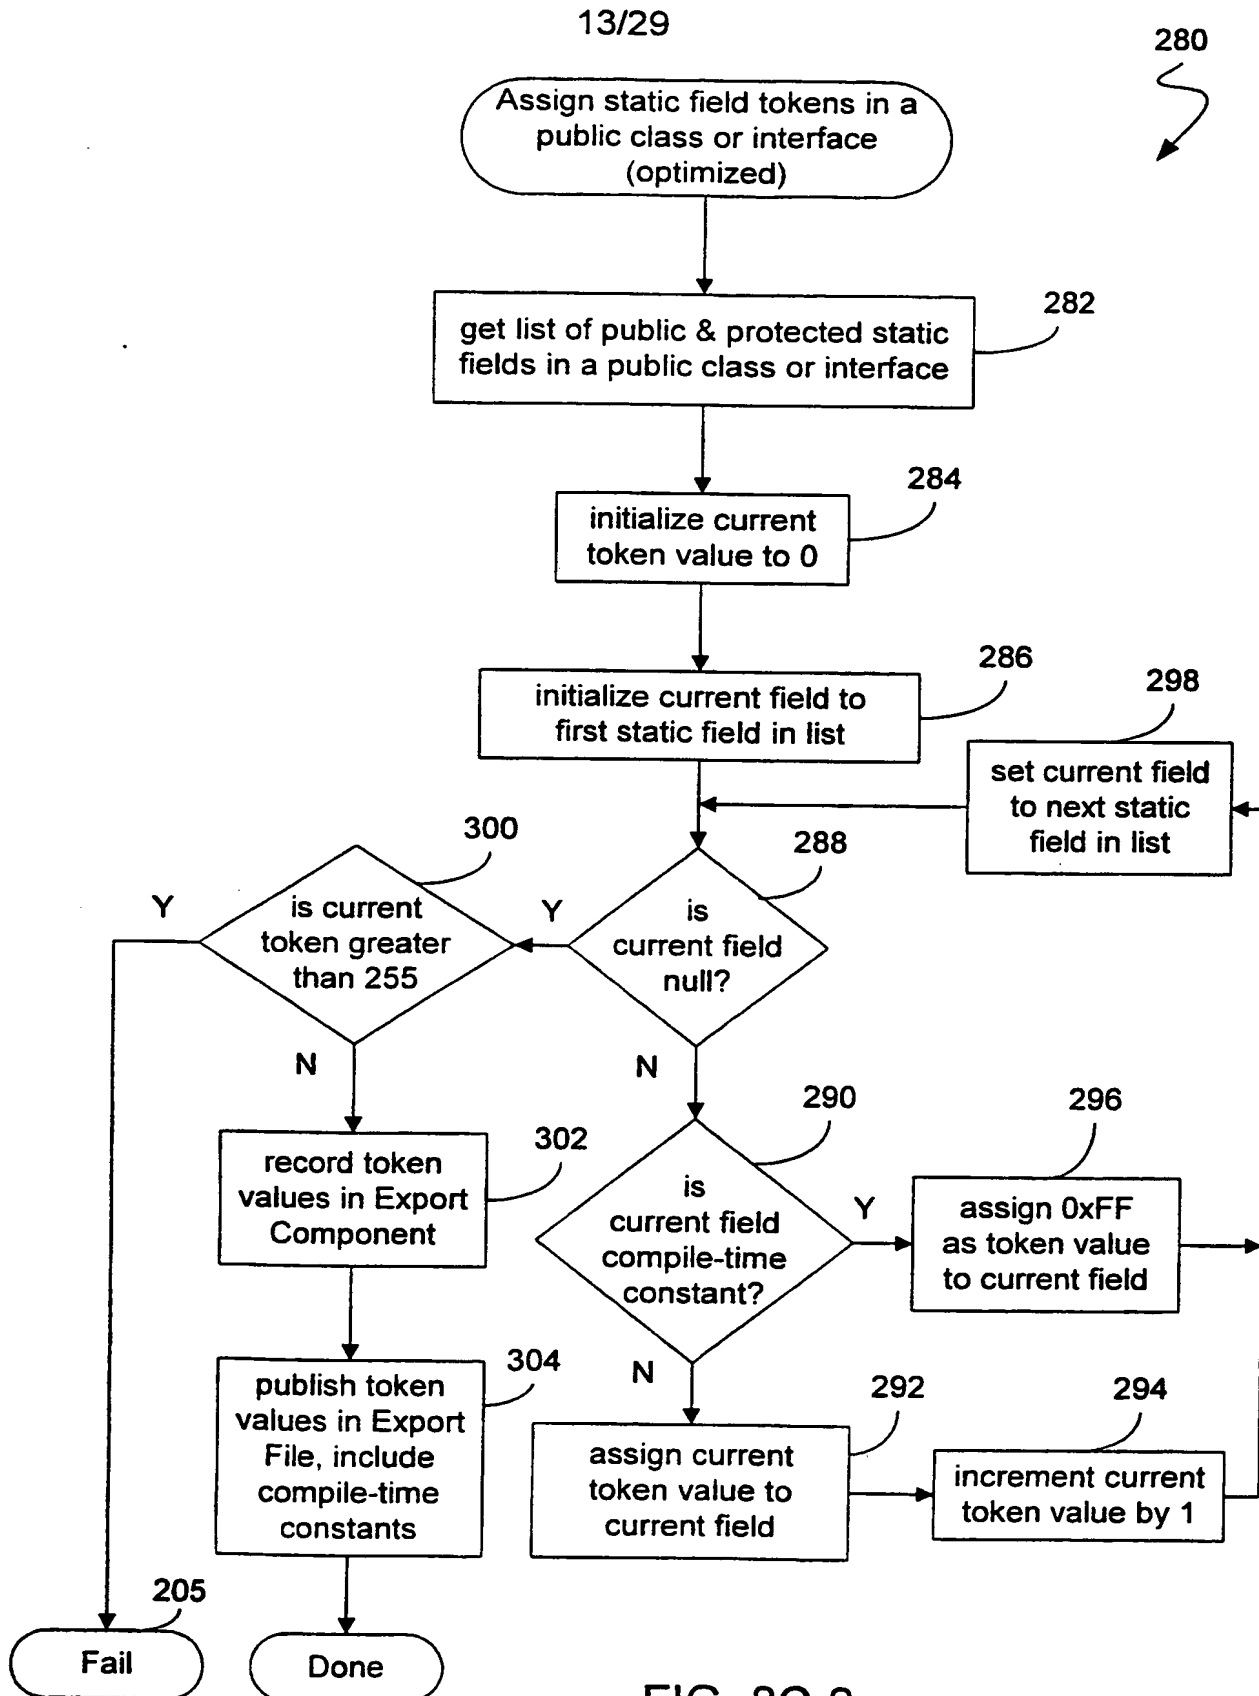 13/29
280
Assign static field tokens in a
public class or interface
(optimized)
282
get list of public & protected static
fields in a public class or interface
284
initialize current
token value to 0
286
initialize current field to
first static field in list
298
set current field
to next static
field in list
300
is current
token greater
than 255
Y
Y
N
288
is
current field
null?
N
290
is
current field
compile-time
constant?
Y
N
296
assign 0xFF
as token value
to current field
302
record token
values in Export
Component
304
publish token
values in Export
File, include
compile-time
constants
292
assign current
token value to
current field
294
increment current
token value by 1
205
Fail
Done